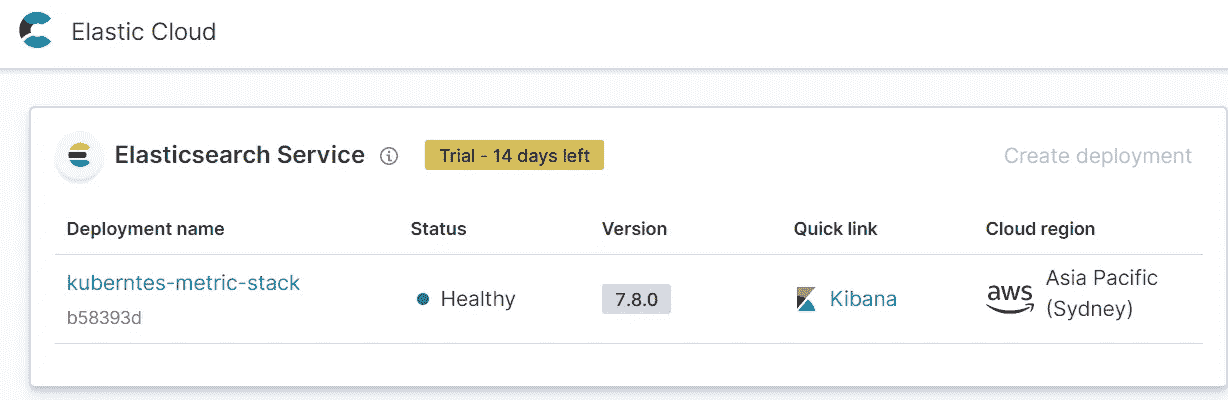 Elastic Cloud
Elasticsearch Service Trial - 14 days left Create deployment
Deployment name Status Version Quick link Cloud region
kuberntes-metric-stack Healthy 7.8.0 Kibana aws Asia Pacific
b58393d (Sydney)